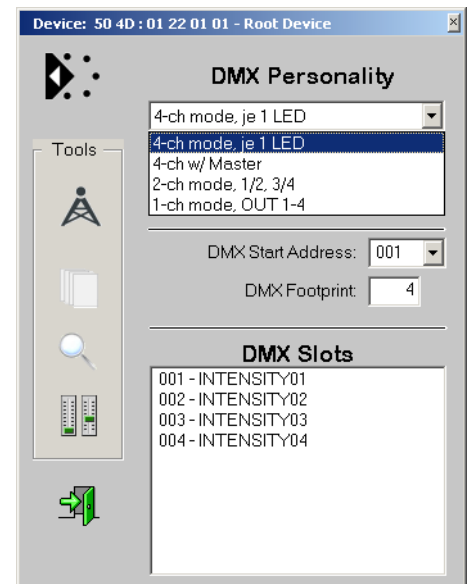 Device: 50 4D : 01 22 01 01 - Root Device
DMX Personality
4-ch mode, je 1 LED
Tools
4-ch mode, je 1 LED
4-ch w/ Master
2-ch mode, 1/2, 3/4
1-ch mode, OUT 1-4
DMX Start Address: 001
DMX Footprint: 4
DMX Slots
001 - INTENSITY01
002 - INTENSITY02
003 - INTENSITY03
004 - INTENSITY04